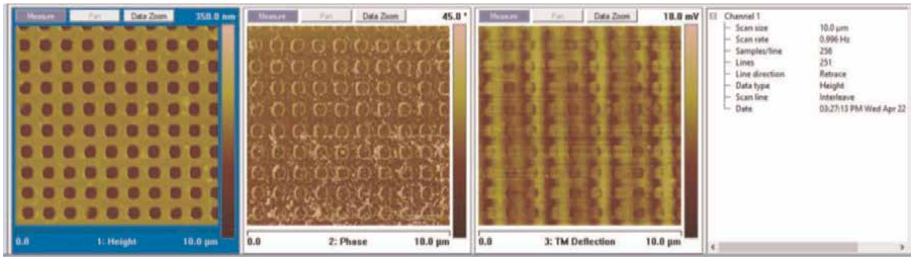 Measure Pan Data Zoom 350.0 nm
0.0 1: Height 10.0 µm
Measure Pan Data Zoom 45.0 °
0.0 2: Phase 10.0 µm
Measure Pan Data Zoom 10.0 mV
0.0 3: TM Deflection 10.0 µm
Channel 1
Scan size 10.0 µm
Scan rate 0.996 Hz
Samples/line 256
Lines 251
Line direction Retrace
Data type Height
Scan line Interleave
Date 03:27:13 PM Wed Apr 22